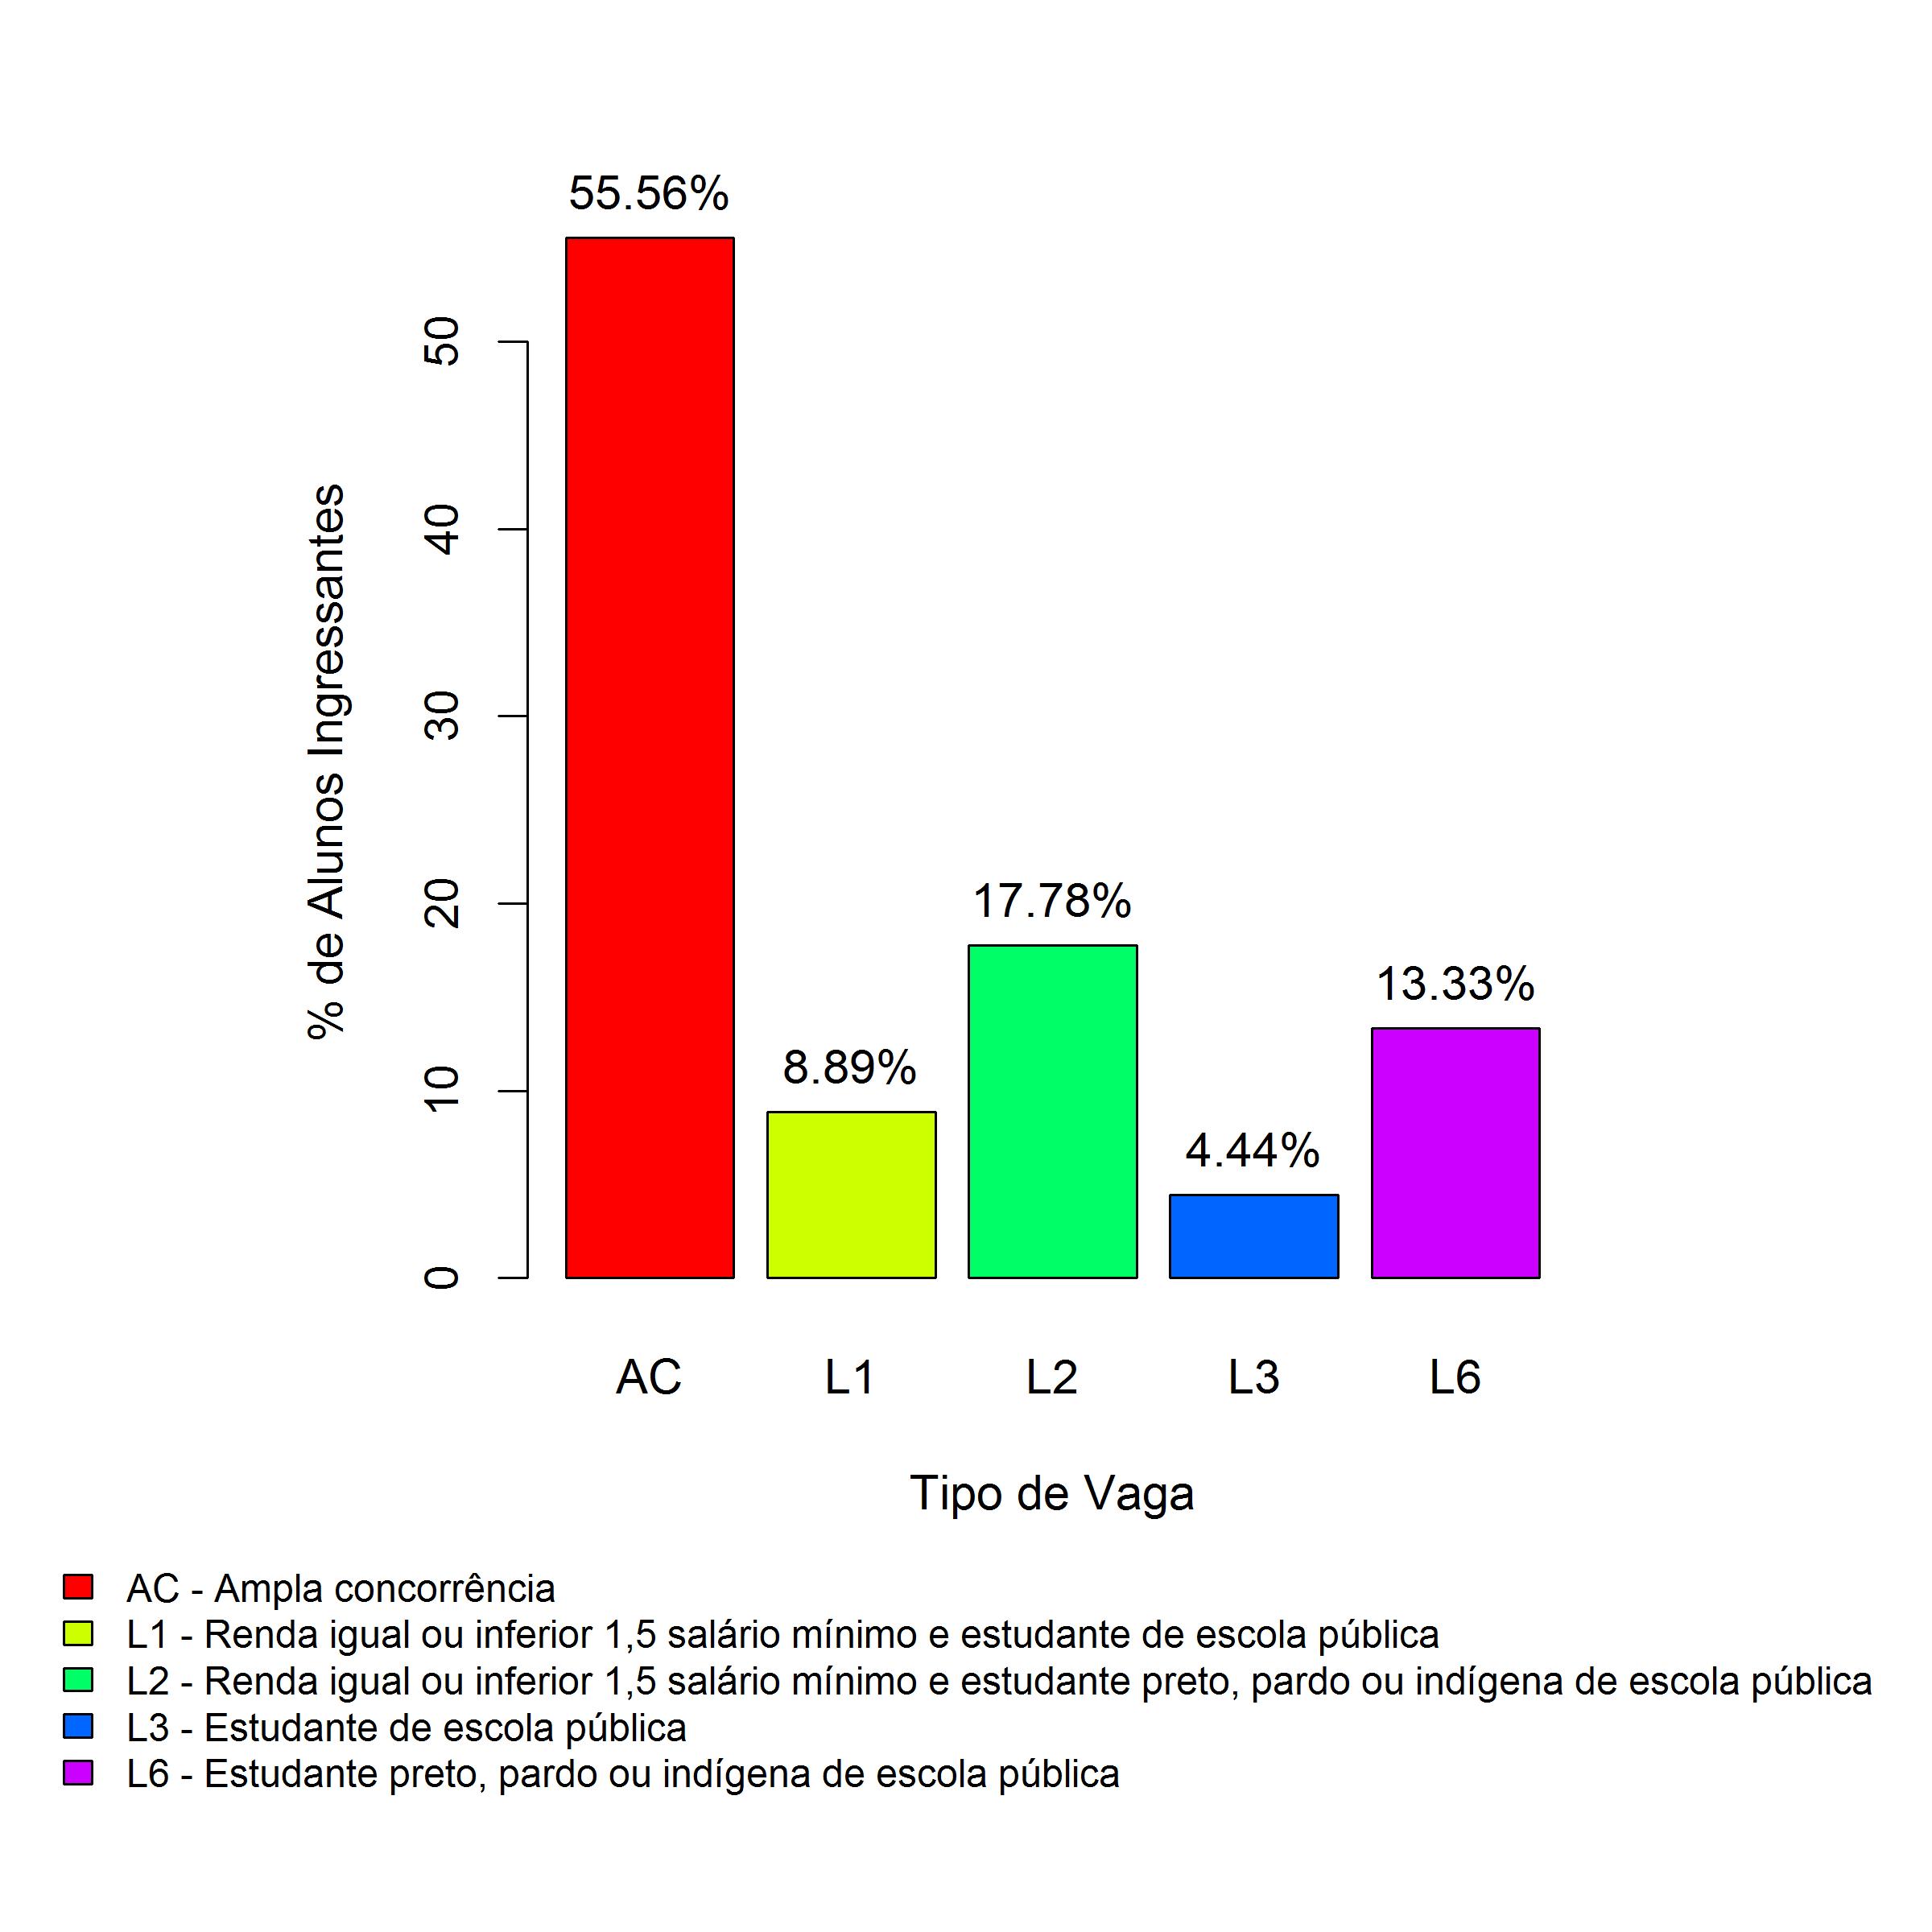 55.56%
50
40
30
20
10
0
% de Alunos Ingressantes
17.78%
13.33%
8.89%
4.44%
AC L1 L2 L3 L6
Tipo de Vaga
AC - Ampla concorrência
L1 - Renda igual ou inferior 1,5 salário mínimo e estudante de escola pública
L2 - Renda igual ou inferior 1,5 salário mínimo e estudante preto, pardo ou indígena de escola pública
L3 - Estudante de escola pública
L6 - Estudante preto, pardo ou indígena de escola pública